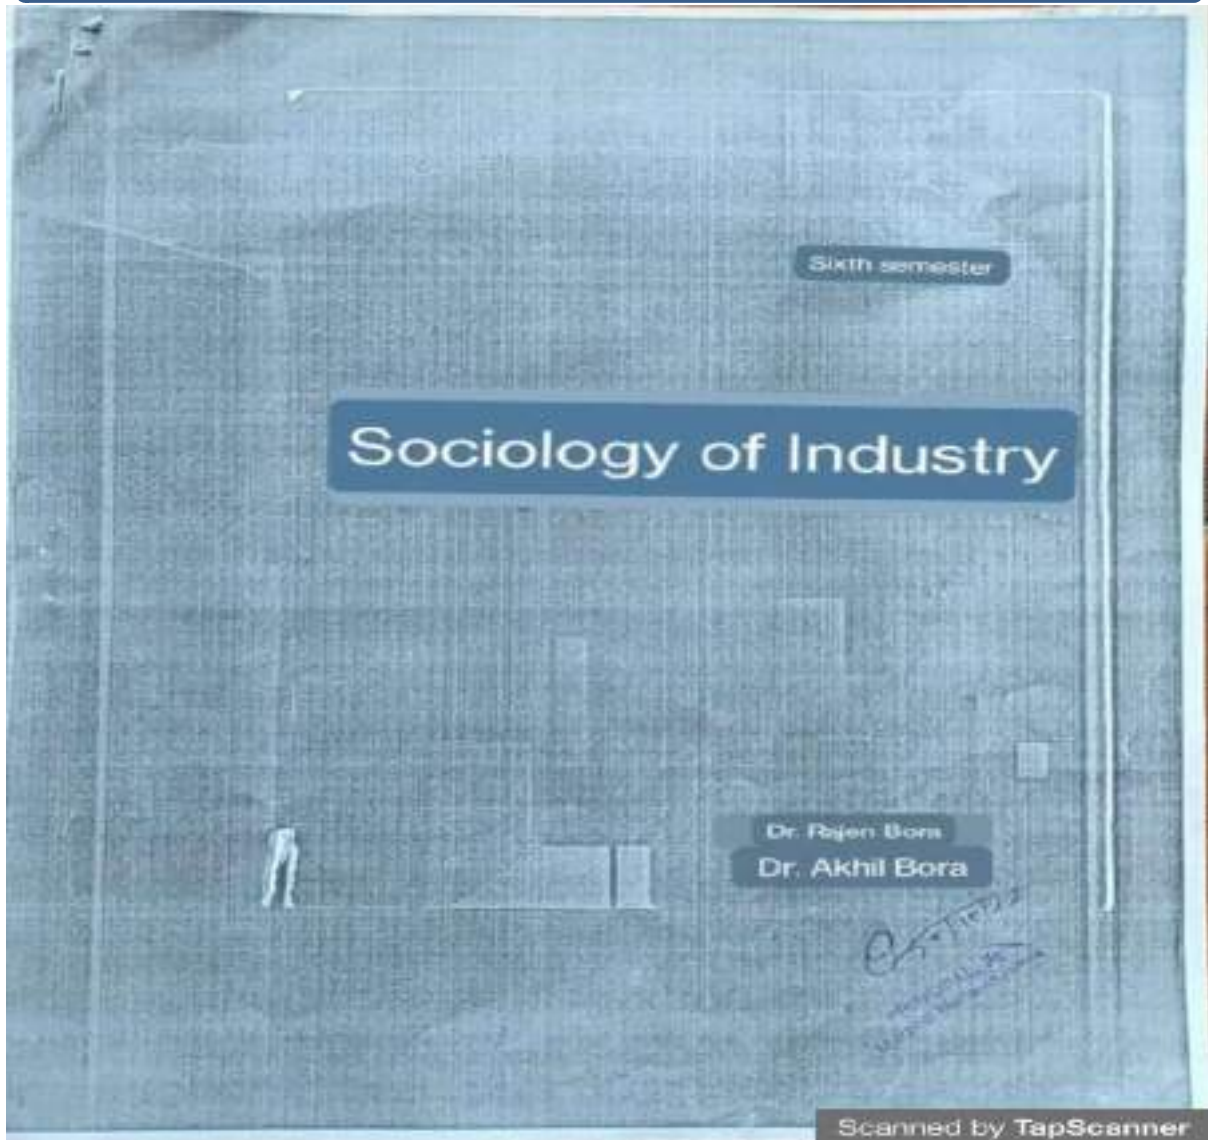 Sixth semester
Sociology of Industry
Dr. Rajen Bora
Dr. Akhil Bora
Scanned by TapScanner